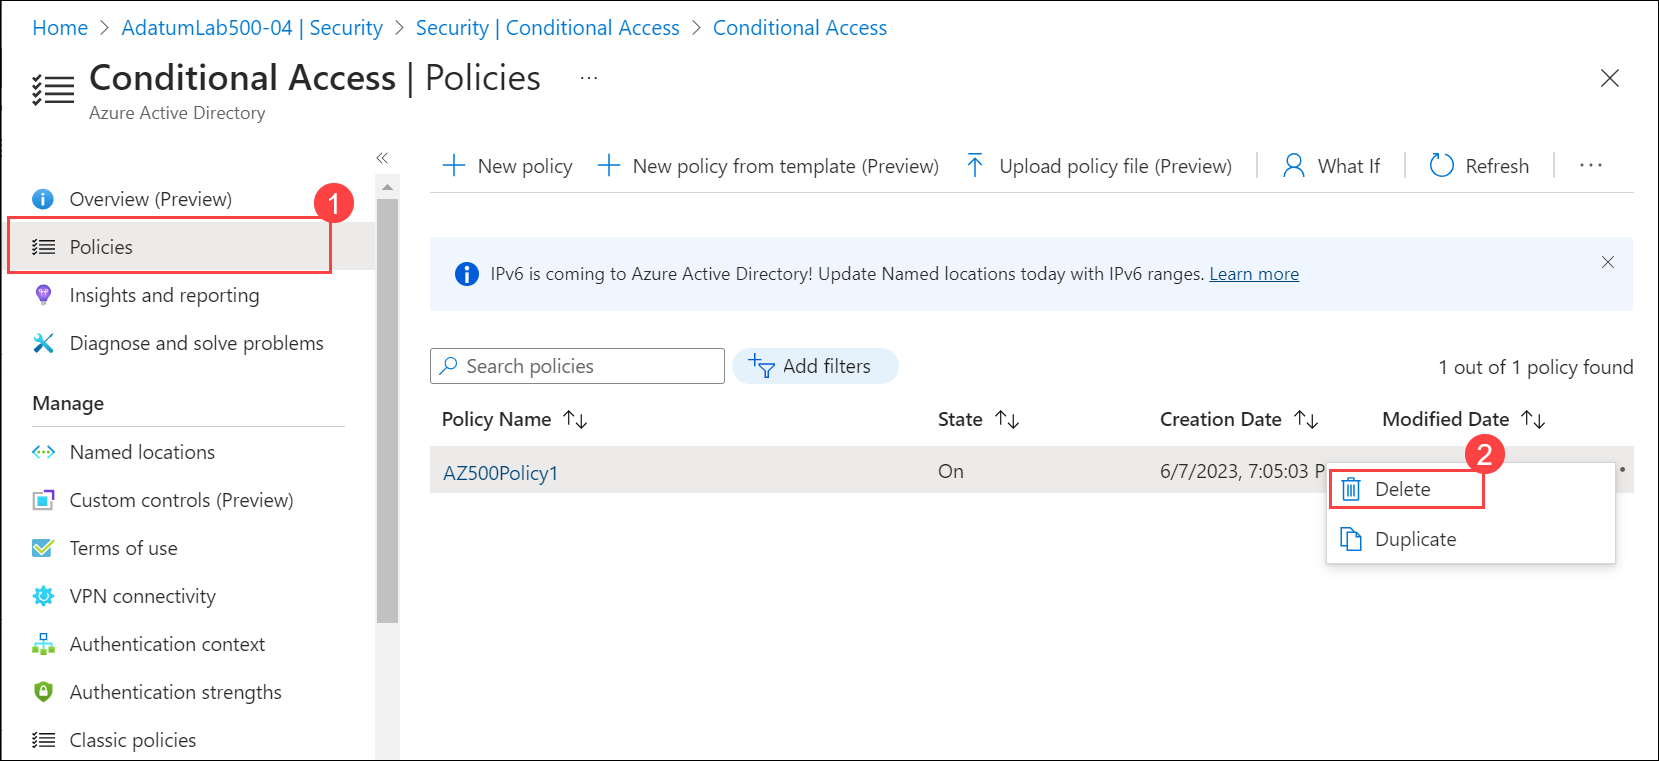 Home > AdatumLab500-04 | Security > Security | Conditional Access > Conditional Access
Conditional Access | Policies ...
Azure Active Directory
«
New policy
New policy from template (Preview)
Upload policy file (Preview)
What If
Refresh
...
Overview (Preview)
1
Policies
Insights and reporting
Diagnose and solve problems
Manage
Named locations
Custom controls (Preview)
Terms of use
VPN connectivity
Authentication context
Authentication strengths
Classic policies
IPv6 is coming to Azure Active Directory! Update Named locations today with IPv6 ranges. Learn more
Search policies
Add filters
1 out of 1 policy found
Policy Name State Creation Date Modified Date
AZ500Policy1 On 6/7/2023, 7:05:03 P
2
Delete
Duplicate